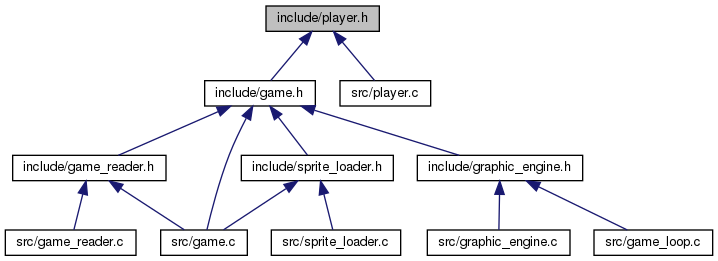 include/player.h
include/game.h
src/player.c
include/game_reader.h
include/sprite_loader.h
include/graphic_engine.h
src/game_reader.c
src/game.c
src/sprite_loader.c
src/graphic_engine.c
src/game_loop.c